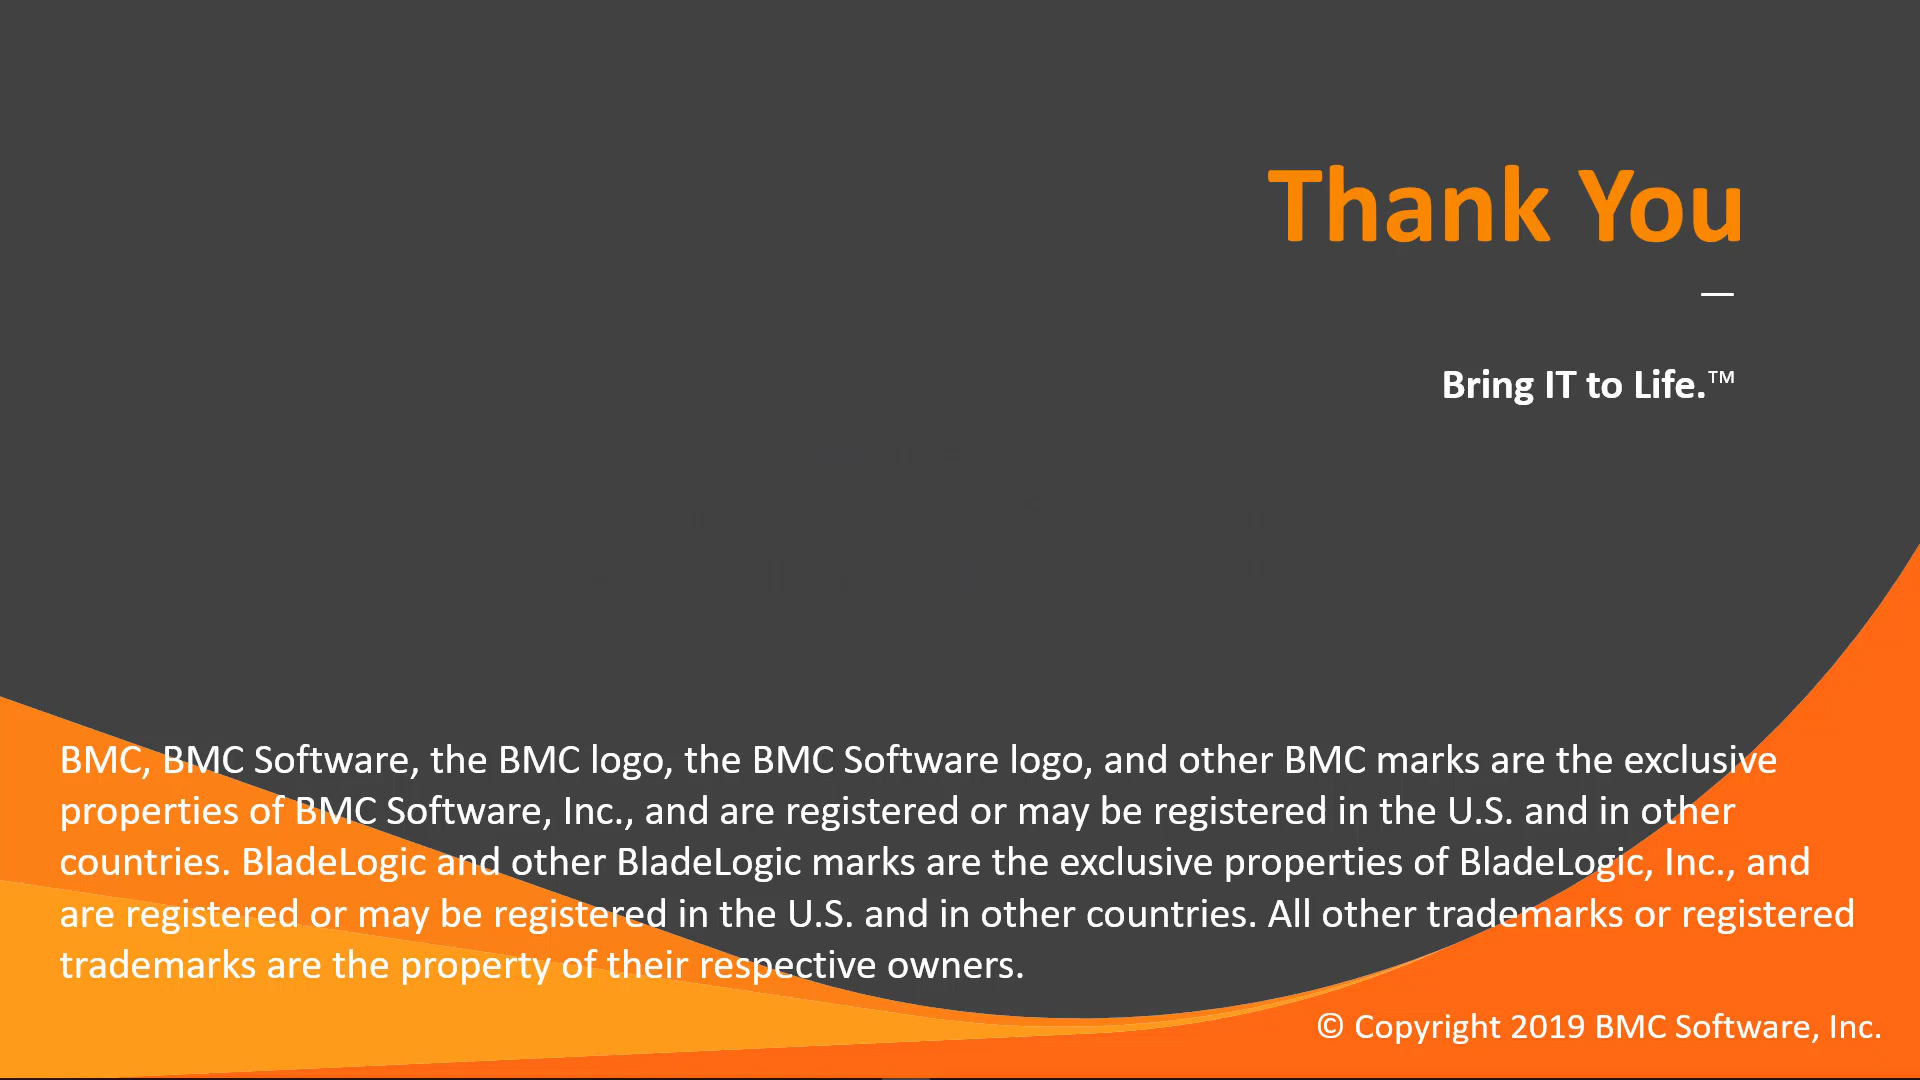 Thank You
Bring IT to Life.™
BMC, BMC Software, the BMC logo, the BMC Software logo, and other BMC marks are the exclusive
properties of BMC Software, Inc., and are registered or may be registered in the U.S. and in other
countries. BladeLogic and other BladeLogic marks are the exclusive properties of BladeLogic, Inc., and
are registered or may be registered in the U.S. and in other countries. All other trademarks or registered
trademarks are the property of their respective owners.
© Copyright 2019 BMC Software, Inc.